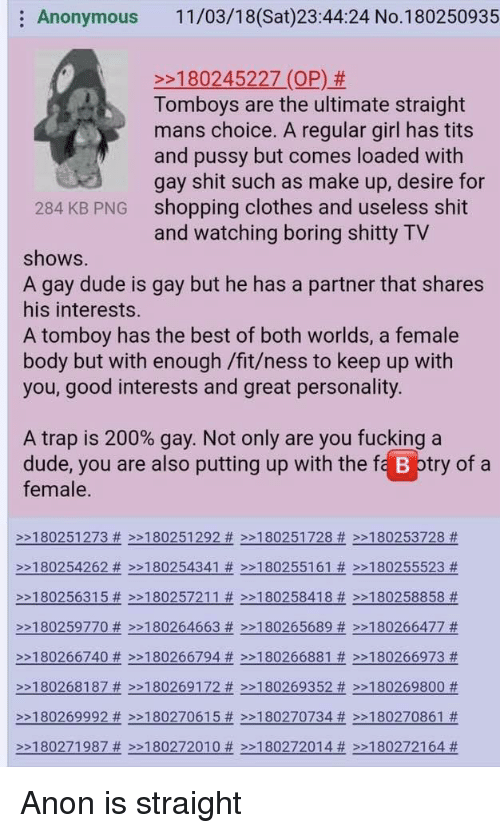 Anonymous 11/03/18(Sat)23:44:24 No.180250935
>>180245227 (OP) #
Tomboys are the ultimate straight
mans choice. A regular girl has tits
and pussy but comes loaded with
gay shit such as make up, desire for
284 KB PNG shopping clothes and useless shit
and watching boring shitty TV
shows.
A gay dude is gay but he has a partner that shares
his interests.
A tomboy has the best of both worlds, a female
body but with enough /fit/ness to keep up with
you, good interests and great personality.
A trap is 200% gay. Not only are you fucking a
dude, you are also putting up with the fa B otry of a
female.
>>180251273 # >>180251292 # >>180251728 # >>180253728 #
>>180254262 # >>180254341 # >>180255161 # >>180255523 #
>>180256315 # >>180257211 # >>180258418 # >>180258858 #
>>180259770 # >>180264663 # >>180265689 # >>180266477 #
>>180266740 # >>180266794 # >>180266881 # >>180266973 #
>>180268187 # >>180269172 # >>180269352 # >>180269800 #
>>180269992 # >>180270615 # >>180270734 # >>180270861 #
>>180271987 # >>180272010 # >>180272014 # >>180272164 #
Anon is straight